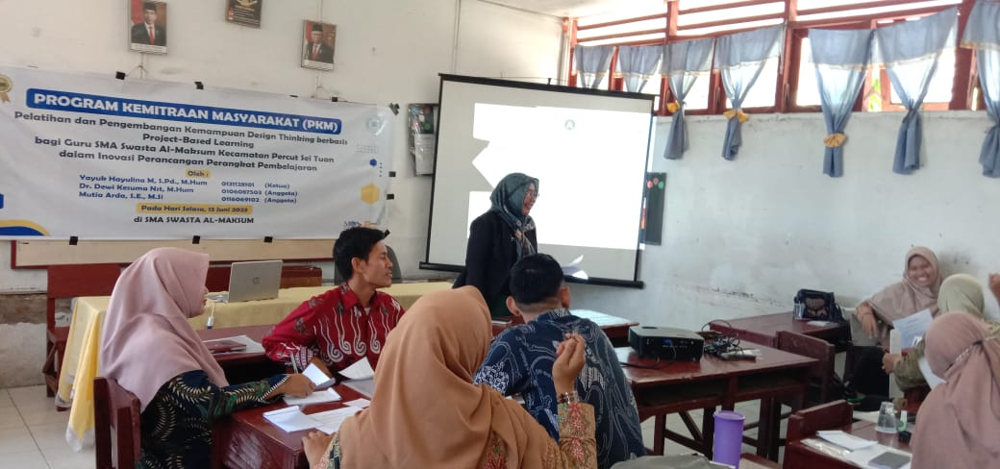 PROGRAM KEMITRAAN MASYARAKAT (PKM)
Pelatihan dan Pengembangan Kemampuan Design Thinking berbasis
Project-Based Learning
bagi Guru SMA Swasta Al-Maksum Kecamatan Percut Sei Tuan
dalam Inovasi Perancangan Perangkat Pembelajaran
Oleh :
Yayuk Hayulina M, S.Pd., M.Hum 0131128101 (Ketua)
Dr. Dewi Kesuma Nst, M.Hum 0106087503 (Anggota)
Mutia Arda, S.E., M.Si 0116069102 (Anggota)
Pada Hari Selasa, 13 Juni 2023
di SMA SWASTA AL-MAKSUM